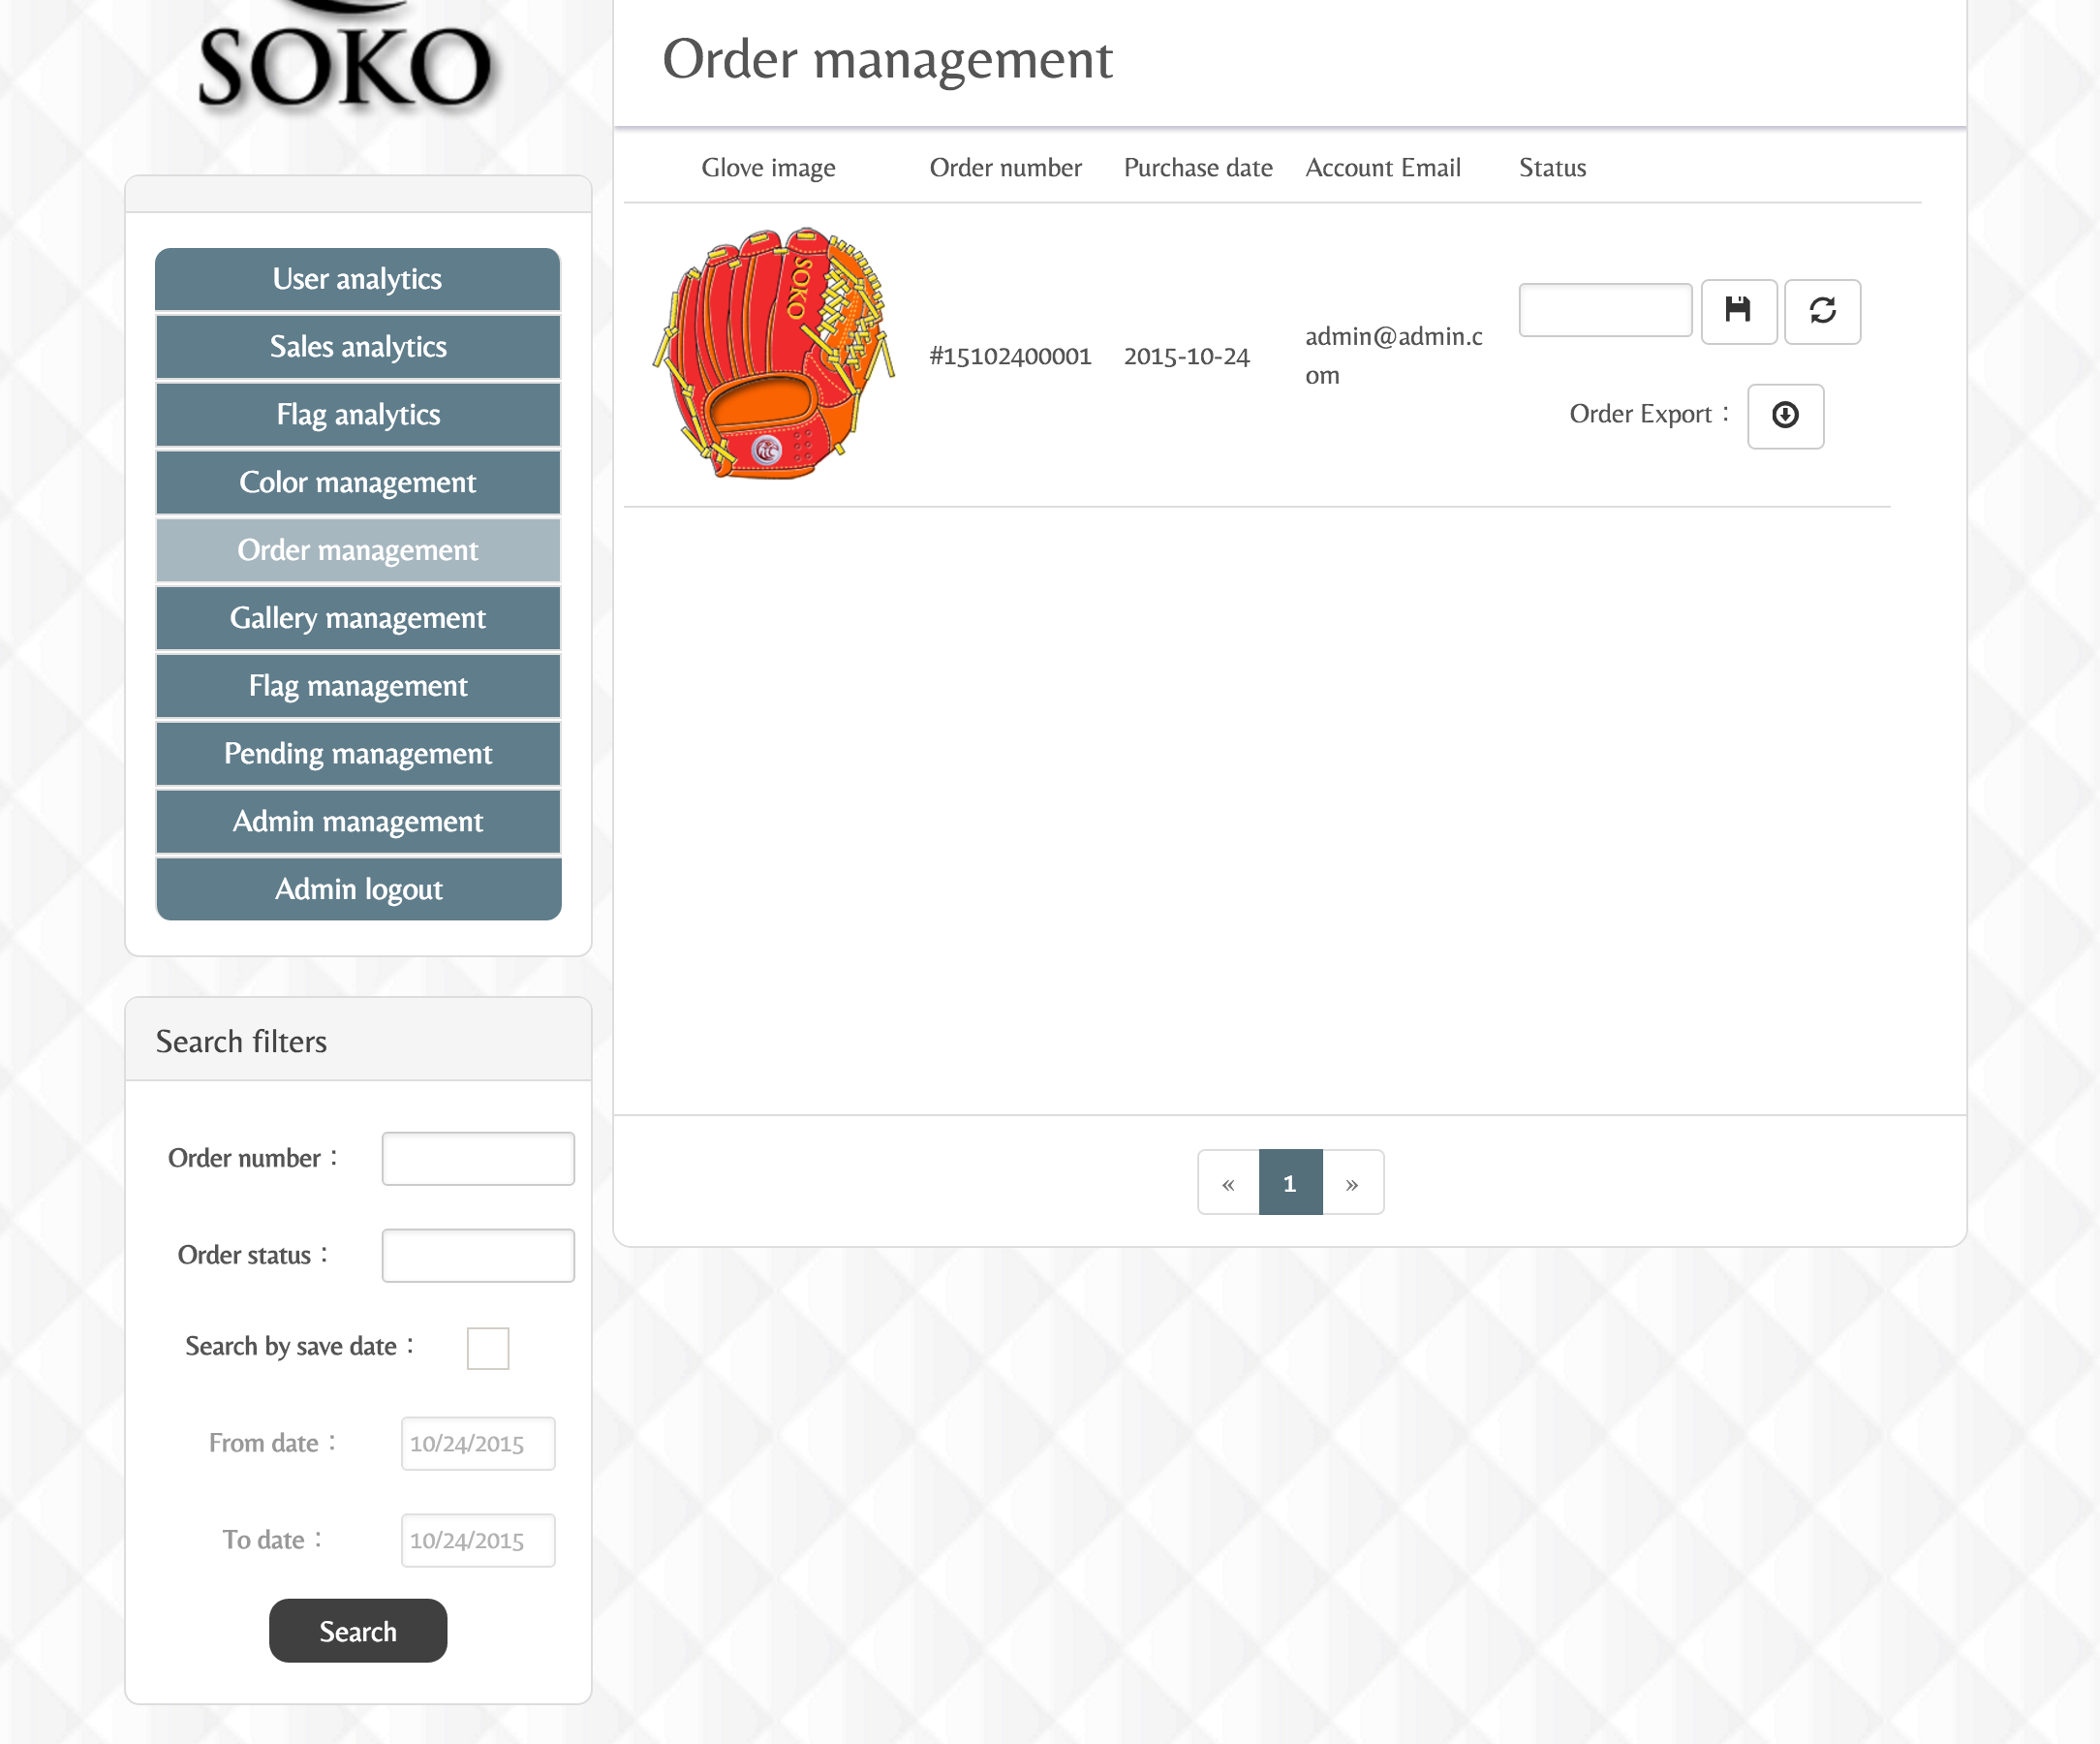 SOKO
User analytics
Sales analytics
Flag analytics
Color management
Order management
Gallery management
Flag management
Pending management
Admin management
Admin logout
Search filters
Order number：
Order status：
Search by save date：
From date： 10/24/2015
To date： 10/24/2015
Search
Order management
Glove image Order number Purchase date Account Email Status
SOKO
#15102400001 2015-10-24 admin@admin.c
om
Order Export：
« 1 »